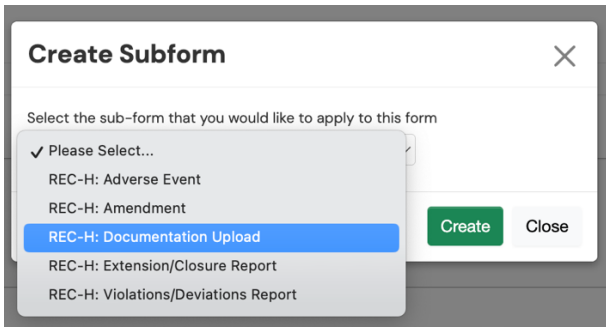 Create Subform
Select the sub-form that you would like to apply to this form
Please Select...
REC-H: Adverse Event
REC-H: Amendment
REC-H: Documentation Upload
REC-H: Extension/Closure Report
REC-H: Violations/Deviations Report
Create Close